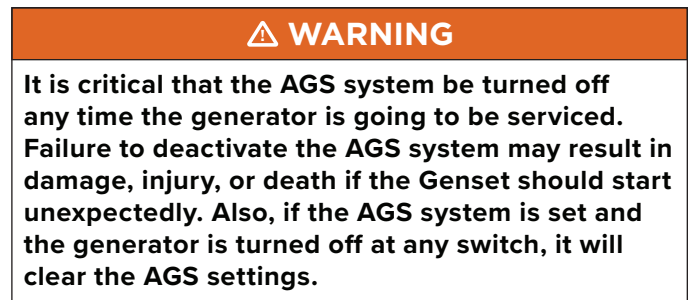 ⚠ WARNING
It is critical that the AGS system be turned off
any time the generator is going to be serviced.
Failure to deactivate the AGS system may result in
damage, injury, or death if the Genset should start
unexpectedly. Also, if the AGS system is set and
the generator is turned off at any switch, it will
clear the AGS settings.